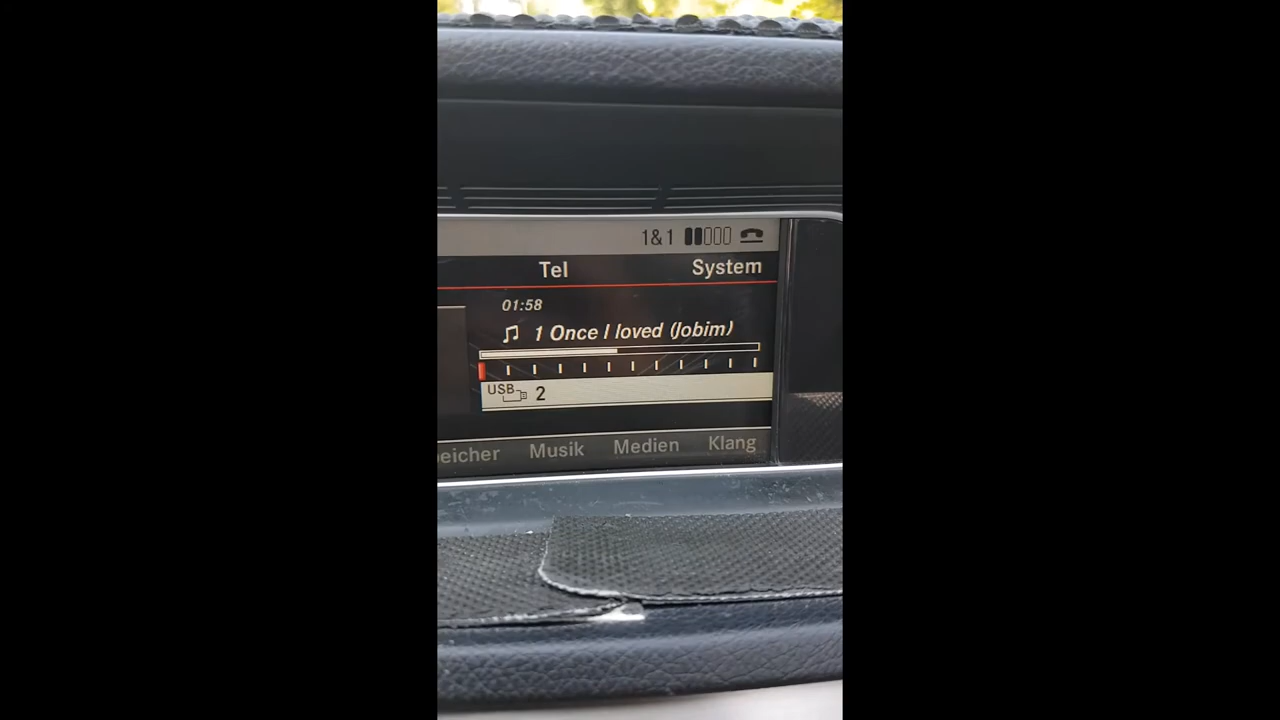 1&1
Tel System
01:58
1 Once I loved (Jobim)
USB 2
eicher Musik Medien Klang